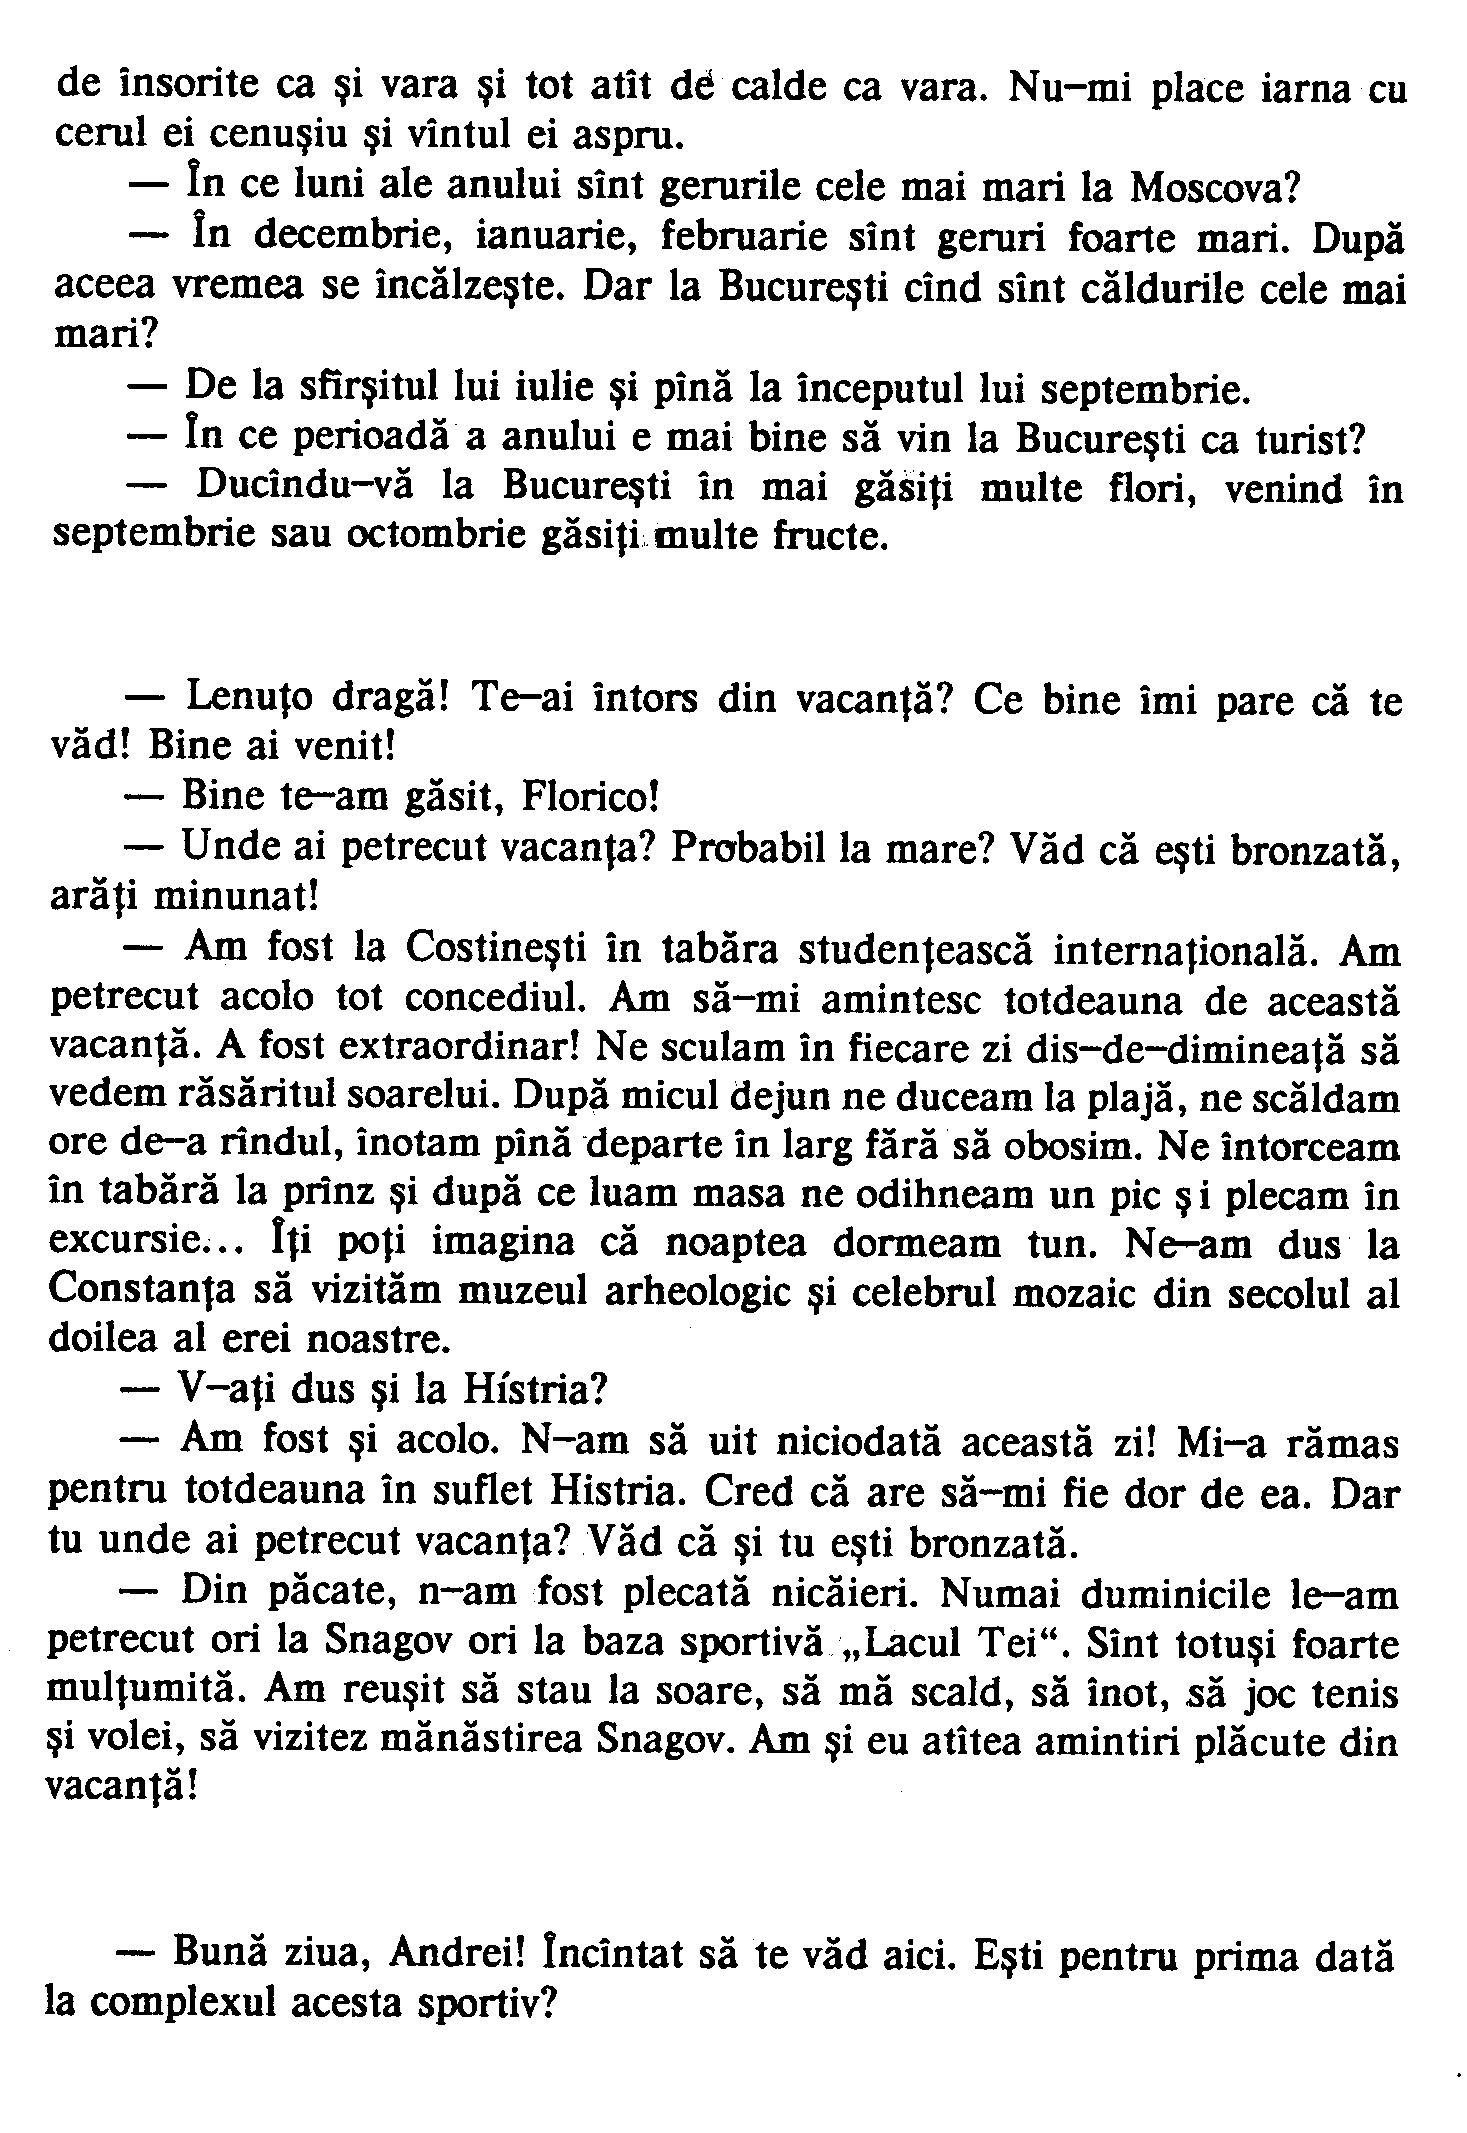 de însorite ca şi vara şi tot atît de calde ca vara. Nu–mi place iarna cu
cerul ei cenuşiu şi vîntul ei aspru.
— În ce luni ale anului sînt gerurile cele mai mari la Moscova?
— În decembrie, ianuarie, februarie sînt geruri foarte mari. După
aceea vremea se încălzeşte. Dar la Bucureşti cînd sînt căldurile cele mai
mari?
— De la sfîrşitul lui iulie şi pînă la începutul lui septembrie.
— În ce perioadă a anului e mai bine să vin la Bucureşti ca turist?
— Ducîndu–vă la Bucureşti în mai găsiţi multe flori, venind în
septembrie sau octombrie găsiţi multe fructe.
— Lenuţo dragă! Te–ai întors din vacanţă? Ce bine îmi pare că te
văd! Bine ai venit!
— Bine te–am găsit, Florico!
— Unde ai petrecut vacanţa? Probabil la mare? Văd că eşti bronzată,
arăţi minunat!
— Am fost la Costineşti în tabăra studenţească internaţională. Am
petrecut acolo tot concediul. Am să–mi amintesc totdeauna de această
vacanţă. A fost extraordinar! Ne sculam în fiecare zi dis–de–dimineaţă să
vedem răsăritul soarelui. După micul dejun ne duceam la plajă, ne scăldam
ore de–a rîndul, înotam pînă departe în larg fără să obosim. Ne întorceam
în tabără la prînz şi după ce luam masa ne odihneam un pic ş i plecam în
excursie... Îţi poţi imagina că noaptea dormeam tun. Ne–am dus la
Constanţa să vizităm muzeul arheologic şi celebrul mozaic din secolul al
doilea al erei noastre.
— V–aţi dus şi la Hístria?
— Am fost şi acolo. N–am să uit niciodată această zi! Mi–a rămas
pentru totdeauna în suflet Histria. Cred că are să–mi fie dor de ea. Dar
tu unde ai petrecut vacanţa? Văd că şi tu eşti bronzată.
— Din păcate, n–am fost plecată nicăieri. Numai duminicile le–am
petrecut ori la Snagov ori la baza sportivă „Lacul Tei“. Sînt totuşi foarte
mulţumită. Am reuşit să stau la soare, să mă scald, să înot, să joc tenis
şi volei, să vizitez mănăstirea Snagov. Am şi eu atîtea amintiri plăcute din
vacanţă!
— Bună ziua, Andrei! Încîntat să te văd aici. Eşti pentru prima dată
la complexul acesta sportiv?